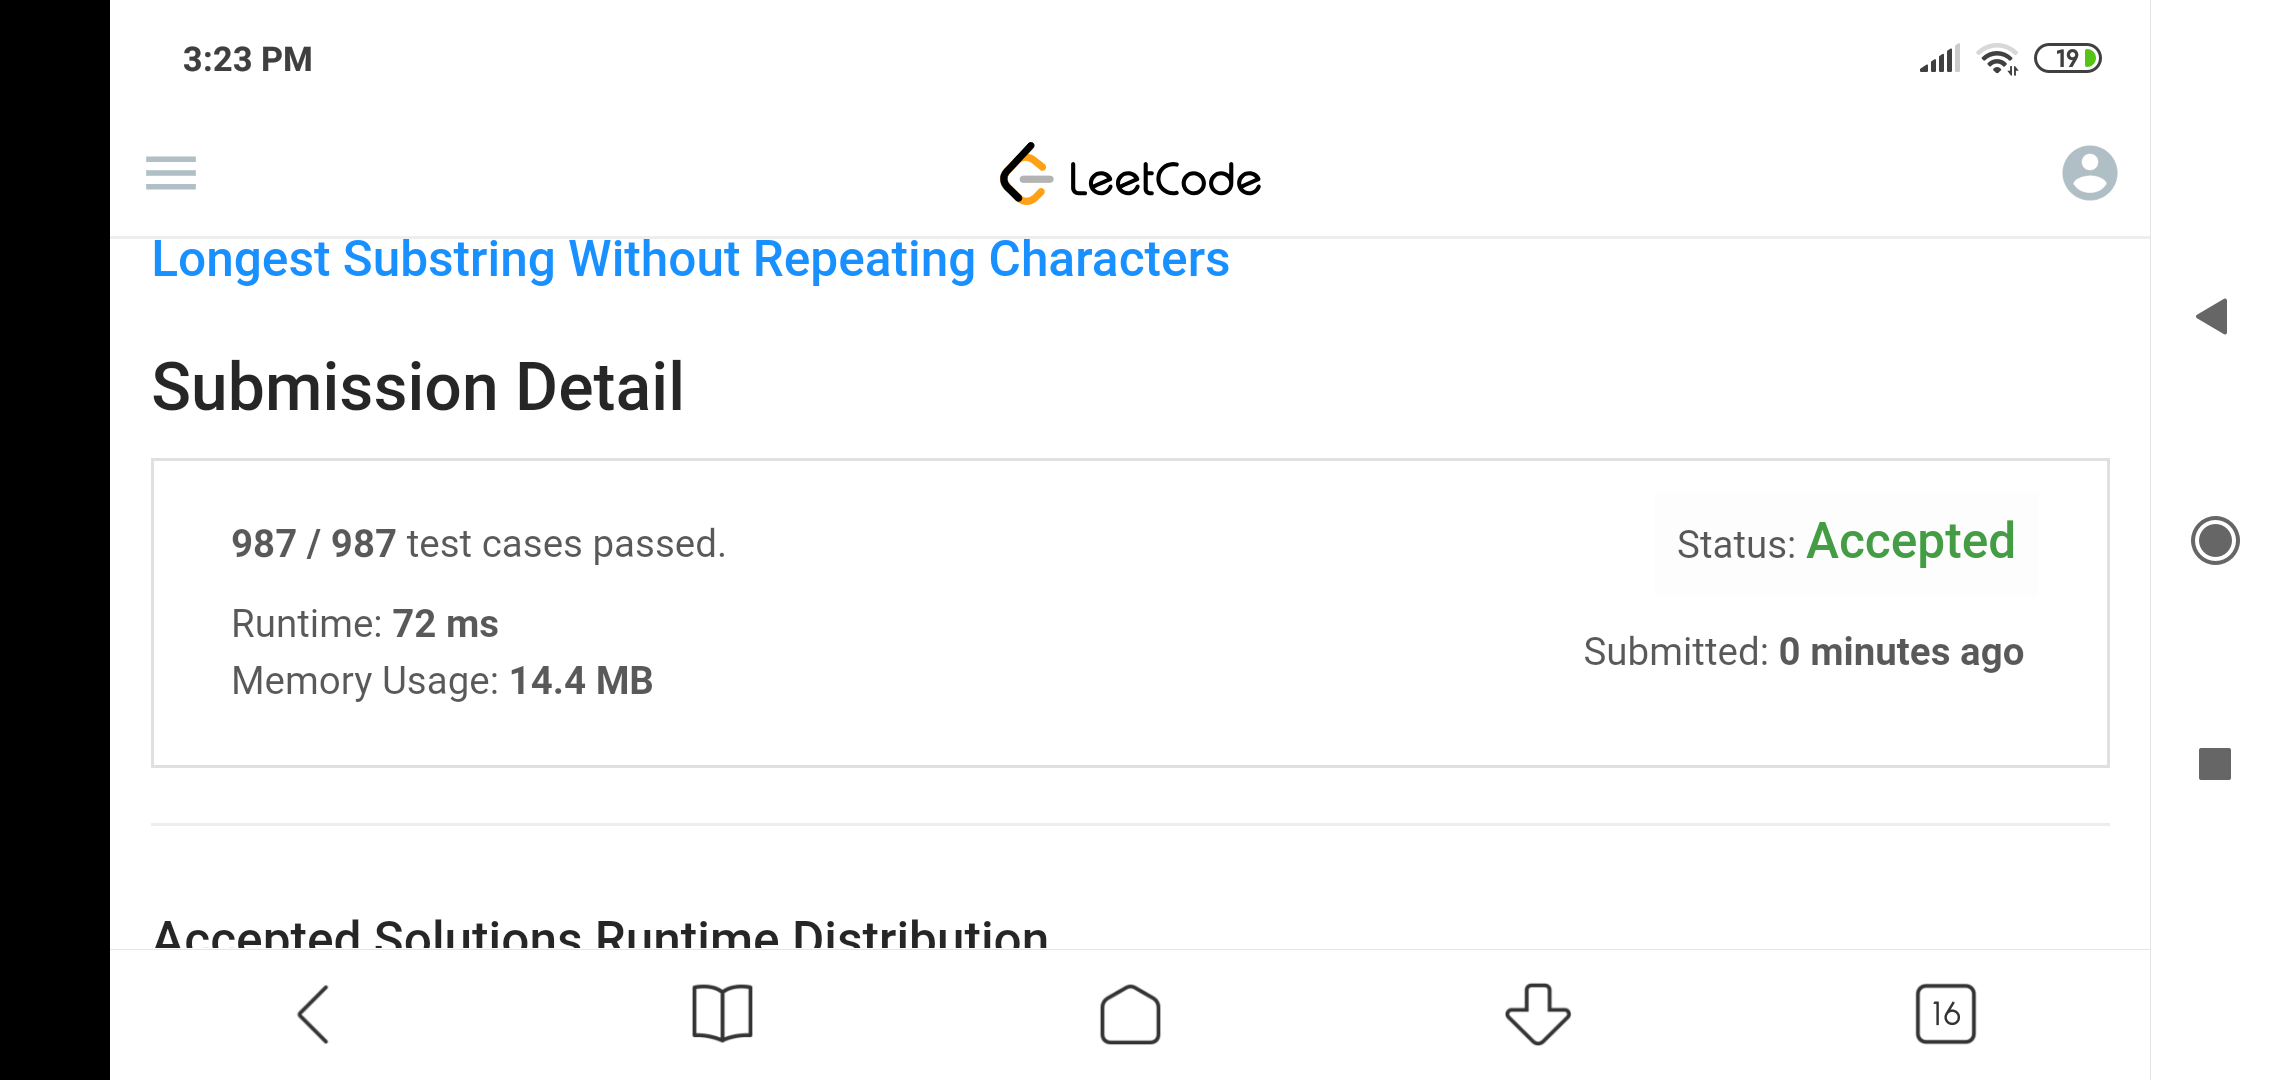 3:23 PM
19
LeetCode
Longest Substring Without Repeating Characters
Submission Detail
987 / 987 test cases passed.
Status: Accepted
Runtime: 72 ms
Submitted: 0 minutes ago
Memory Usage: 14.4 MB
Accepted Solutions Runtime Distribution
16